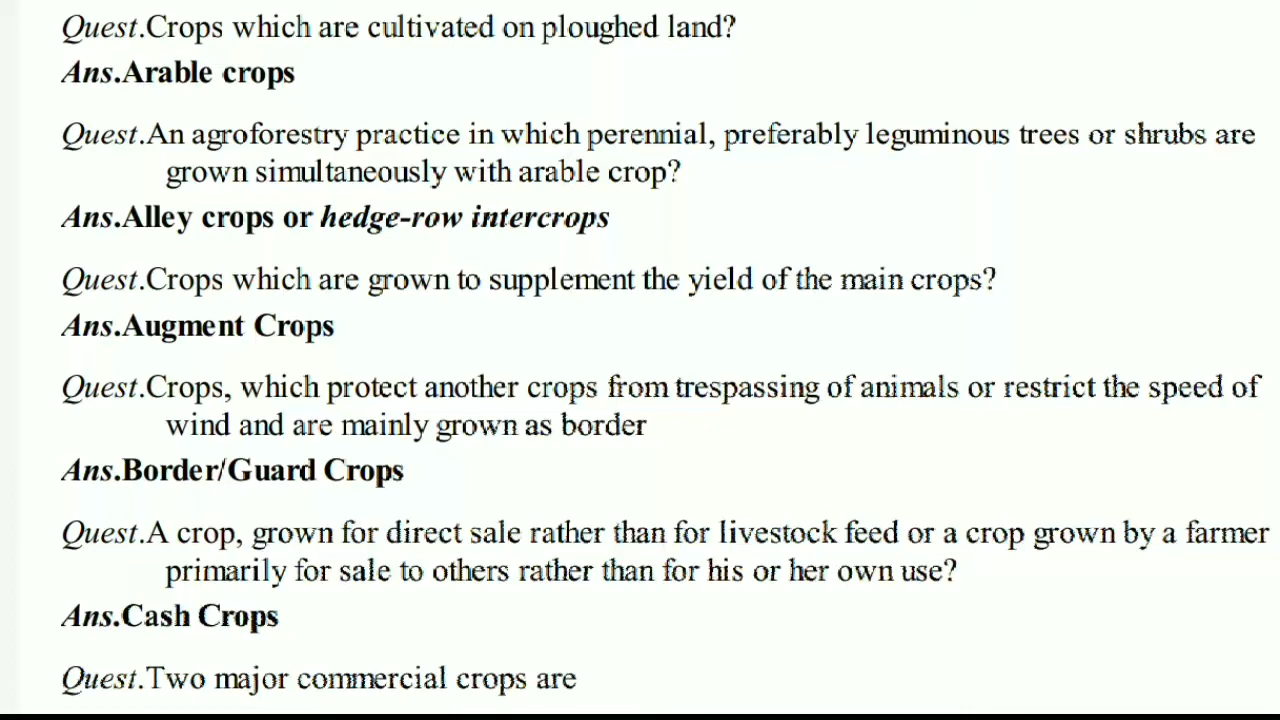 Quest.Crops which are cultivated on ploughed land?
Ans.Arable crops
Quest.An agroforestry practice in which perennial, preferably leguminous trees or shrubs are
grown simultaneously with arable crop?
Ans.Alley crops or hedge-row intercrops
Quest.Crops which are grown to supplement the yield of the main crops?
Ans.Augment Crops
Quest.Crops, which protect another crops from trespassing of animals or restrict the speed of
wind and are mainly grown as border
Ans.Border/Guard Crops
Quest.A crop, grown for direct sale rather than for livestock feed or a crop grown by a farmer
primarily for sale to others rather than for his or her own use?
Ans.Cash Crops
Quest.Two major commercial crops are